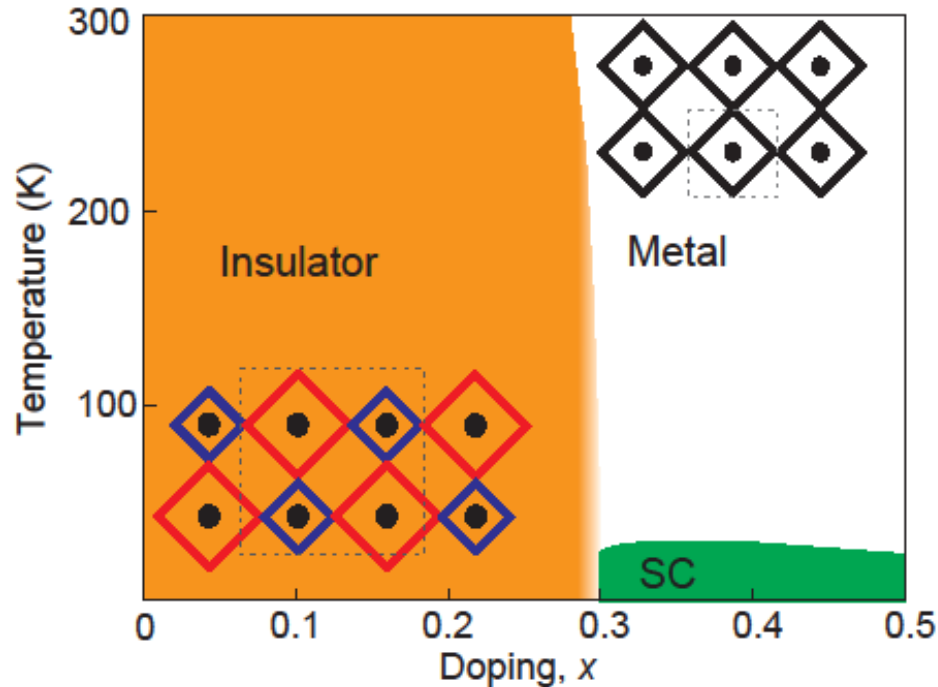 300
200
100
Temperature (K)
Insulator
Metal
SC
0 0.1 0.2 0.3 0.4 0.5
Doping, x